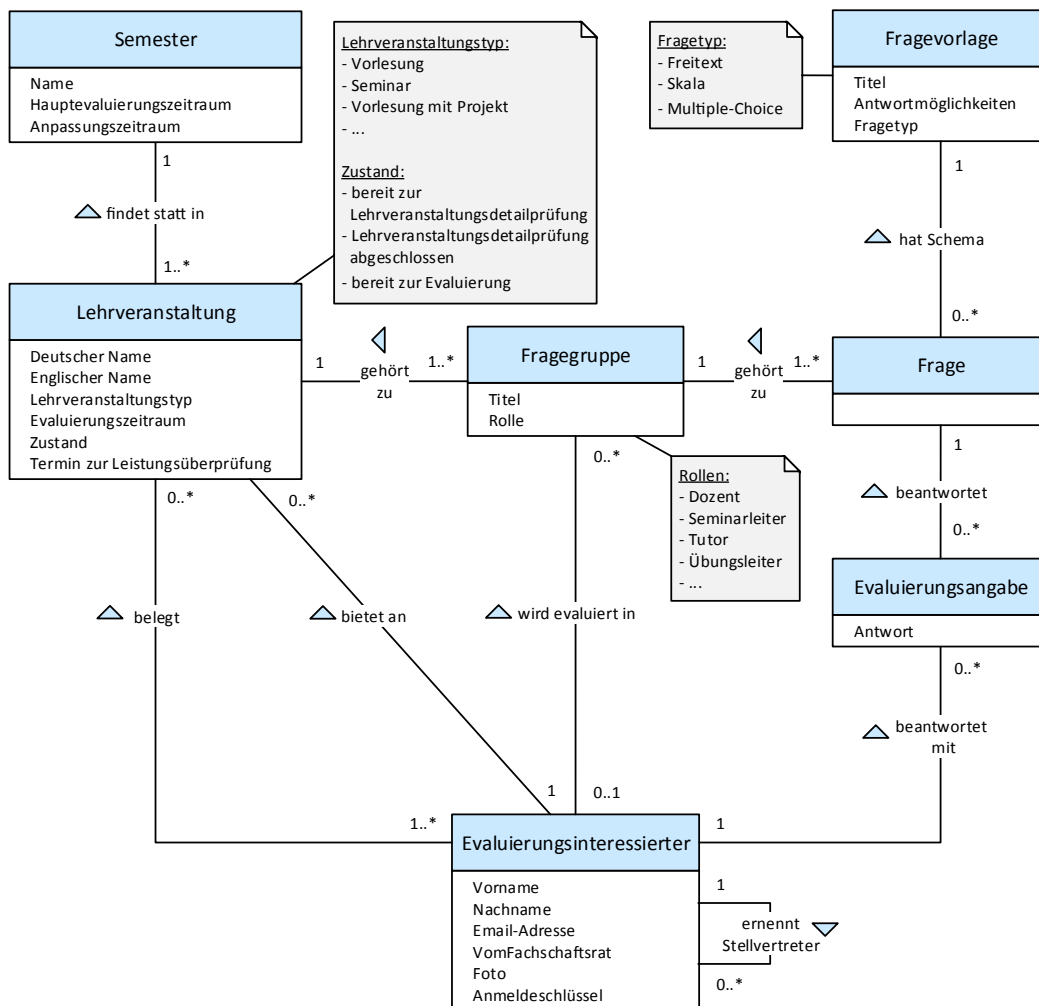 Semester
Name
Hauptevaluierungszeitraum
Anpassungszeitraum
Lehrveranstaltungstyp:
- Vorlesung
- Seminar
- Vorlesung mit Projekt
- ...
Zustand:
- bereit zur
Lehrveranstaltungsdetailprüfung
- Lehrveranstaltungsdetailprüfung
abgeschlossen
- bereit zur Evaluierung
Fragetyp:
- Freitext
- Skala
- Multiple-Choice
Fragevorlage
Titel
Antwortmöglichkeiten
Fragetyp
1
findet statt in
1..*
1
hat Schema
0..*
Lehrveranstaltung
Deutscher Name
Englischer Name
Lehrveranstaltungstyp
Evaluierungszeitraum
Zustand
Termin zur Leistungsüberprüfung
1
gehört
zu
1..*
Fragegruppe
Titel
Rolle
1
gehört
zu
1..*
Frage
Rollen:
- Dozent
- Seminarleiter
- Tutor
- Übungsleiter
- ...
1
beantwortet
0..*
Evaluierungsangabe
Antwort
0..*
belegt
1..*
0..*
bietet an
1
0..*
wird evaluiert in
0..1
0..*
beantwortet
mit
1
Evaluierungsinteressierter
Vorname
Nachname
Email-Adresse
VomFachschaftsrat
Foto
Anmeldeschlüssel
1
ernennt
Stellvertreter
0..*